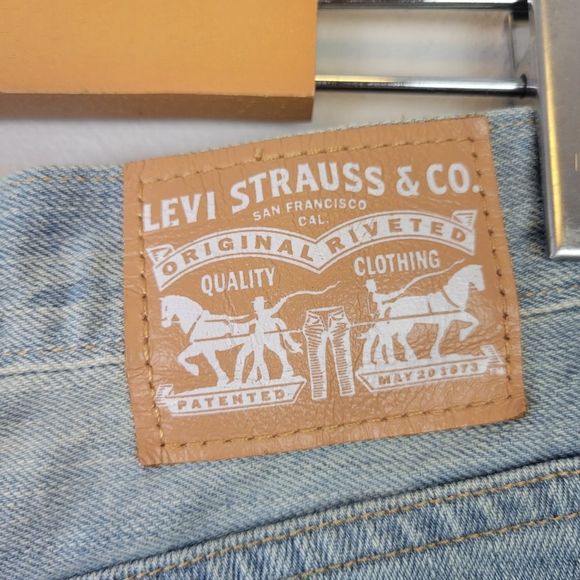 LEVI STRAUSS & CO.
SAN FRANCISCO
CAL.
ORIGINAL RIVETED
QUALITY CLOTHING
PATENTED MAY 20 1873